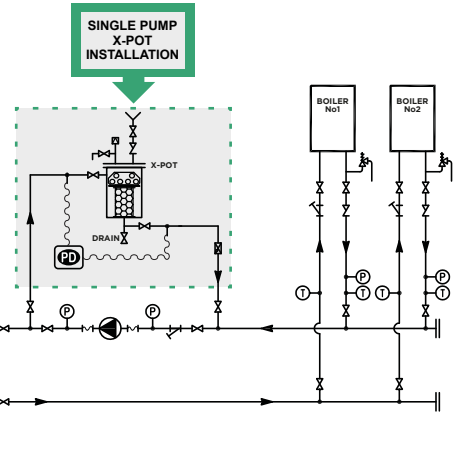 SINGLE PUMP
X-POT
INSTALLATION
BOILER
No1
BOILER
No2
X-POT
DRAIN
PD
P
P
T
T
P
T
T
P
P